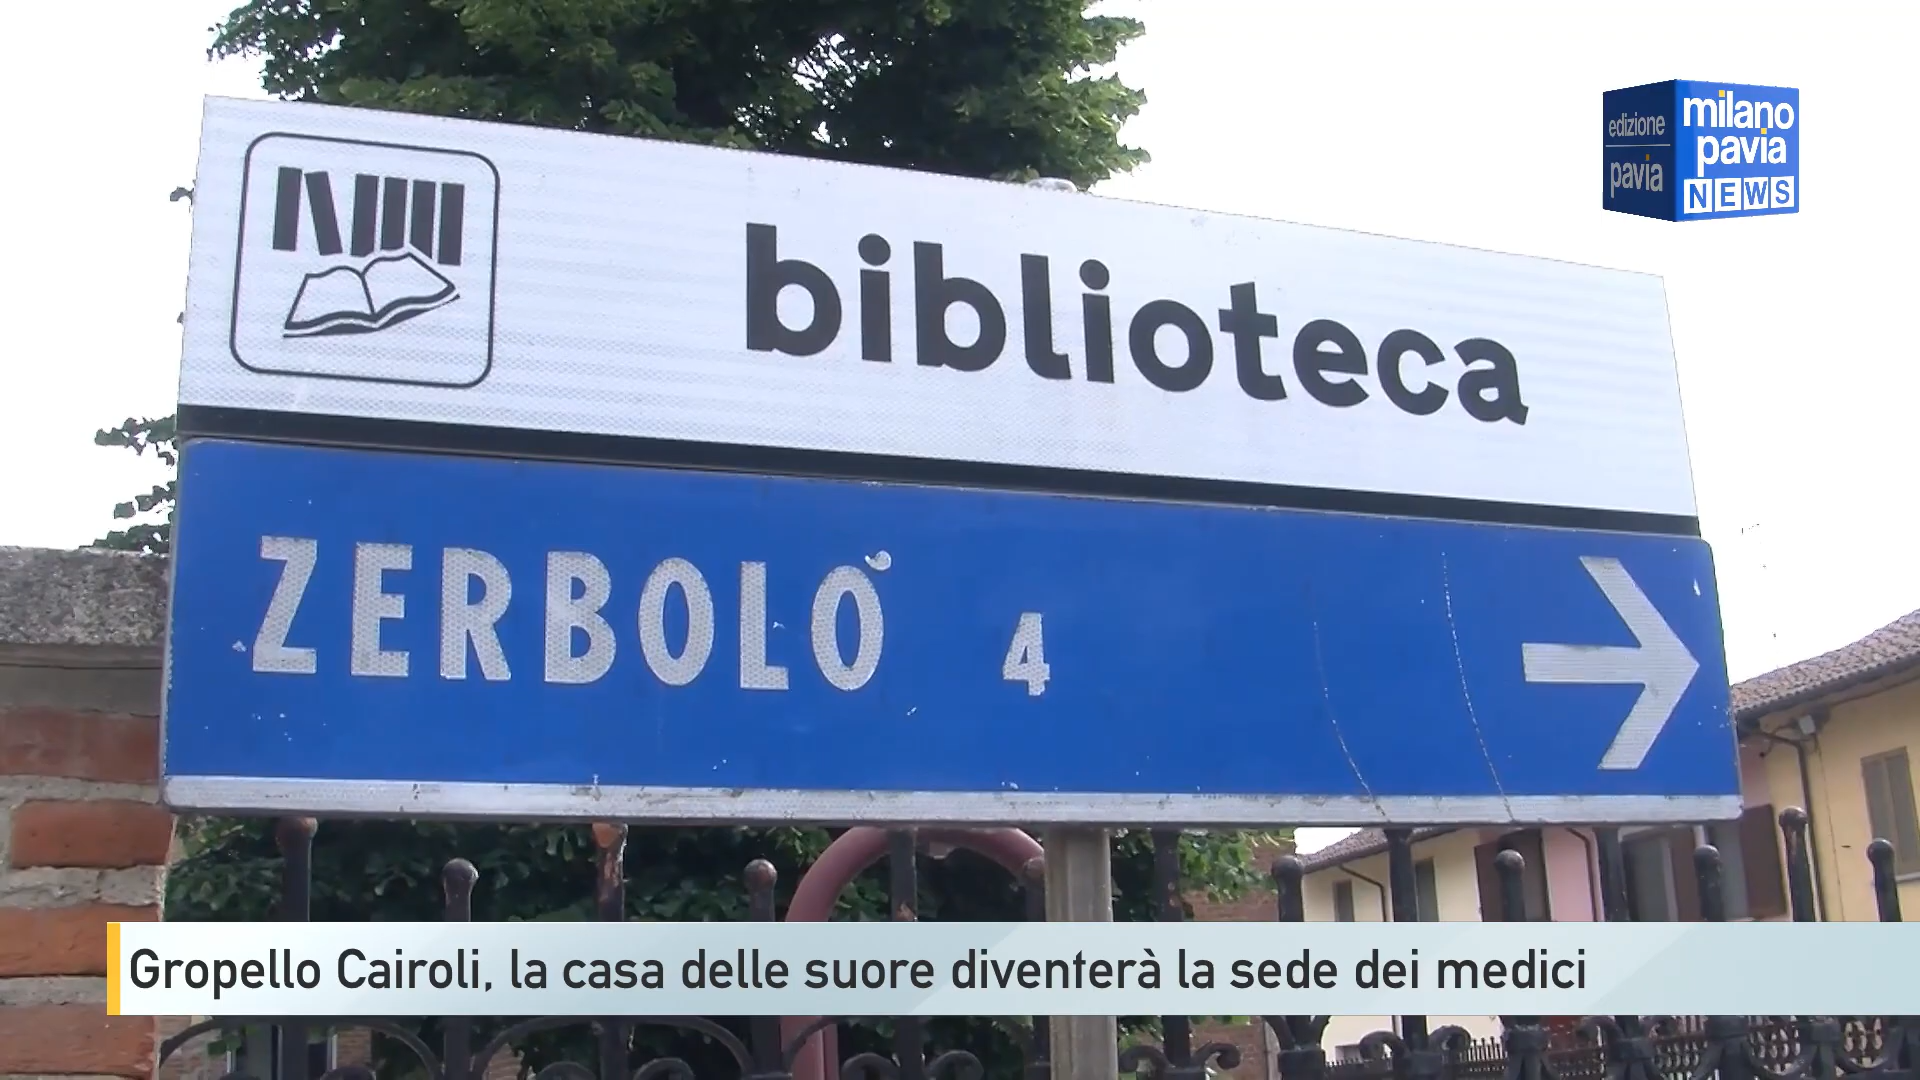 edizione
pavia
milano
pavia
NEWS
biblioteca
ZERBOLÒ 4
Gropello Cairoli, la casa delle suore diventerà la sede dei medici